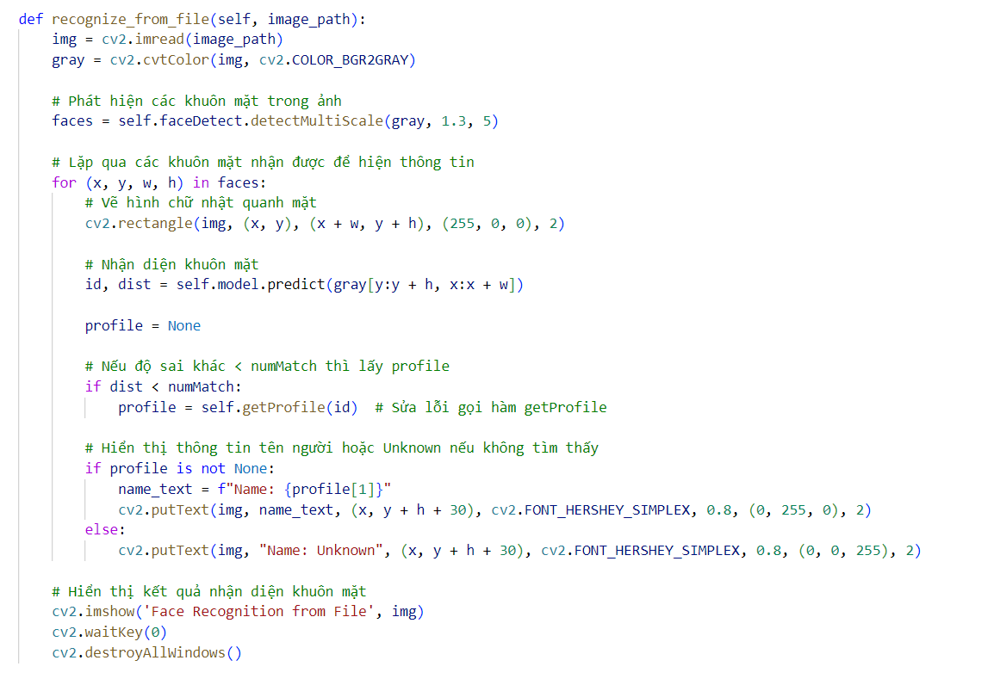 def recognize_from_file(self, image_path):
    img = cv2.imread(image_path)
    gray = cv2.cvtColor(img, cv2.COLOR_BGR2GRAY)

    # Phát hiện các khuôn mặt trong ảnh
    faces = self.faceDetect.detectMultiScale(gray, 1.3, 5)

    # Lặp qua các khuôn mặt nhận được để hiện thông tin
    for (x, y, w, h) in faces:
        # Vẽ hình chữ nhật quanh mặt
        cv2.rectangle(img, (x, y), (x + w, y + h), (255, 0, 0), 2)

        # Nhận diện khuôn mặt
        id, dist = self.model.predict(gray[y:y + h, x:x + w])

        profile = None

        # Nếu độ sai khác < numMatch thì lấy profile
        if dist < numMatch:
            profile = self.getProfile(id)  # Sửa lỗi gọi hàm getProfile

        # Hiển thị thông tin tên người hoặc Unknown nếu không tìm thấy
        if profile is not None:
            name_text = f"Name: {profile[1]}"
            cv2.putText(img, name_text, (x, y + h + 30), cv2.FONT_HERSHEY_SIMPLEX, 0.8, (0, 255, 0), 2)
        else:
            cv2.putText(img, "Name: Unknown", (x, y + h + 30), cv2.FONT_HERSHEY_SIMPLEX, 0.8, (0, 0, 255), 2)

    # Hiển thị kết quả nhận diện khuôn mặt
    cv2.imshow('Face Recognition from File', img)
    cv2.waitKey(0)
    cv2.destroyAllWindows()